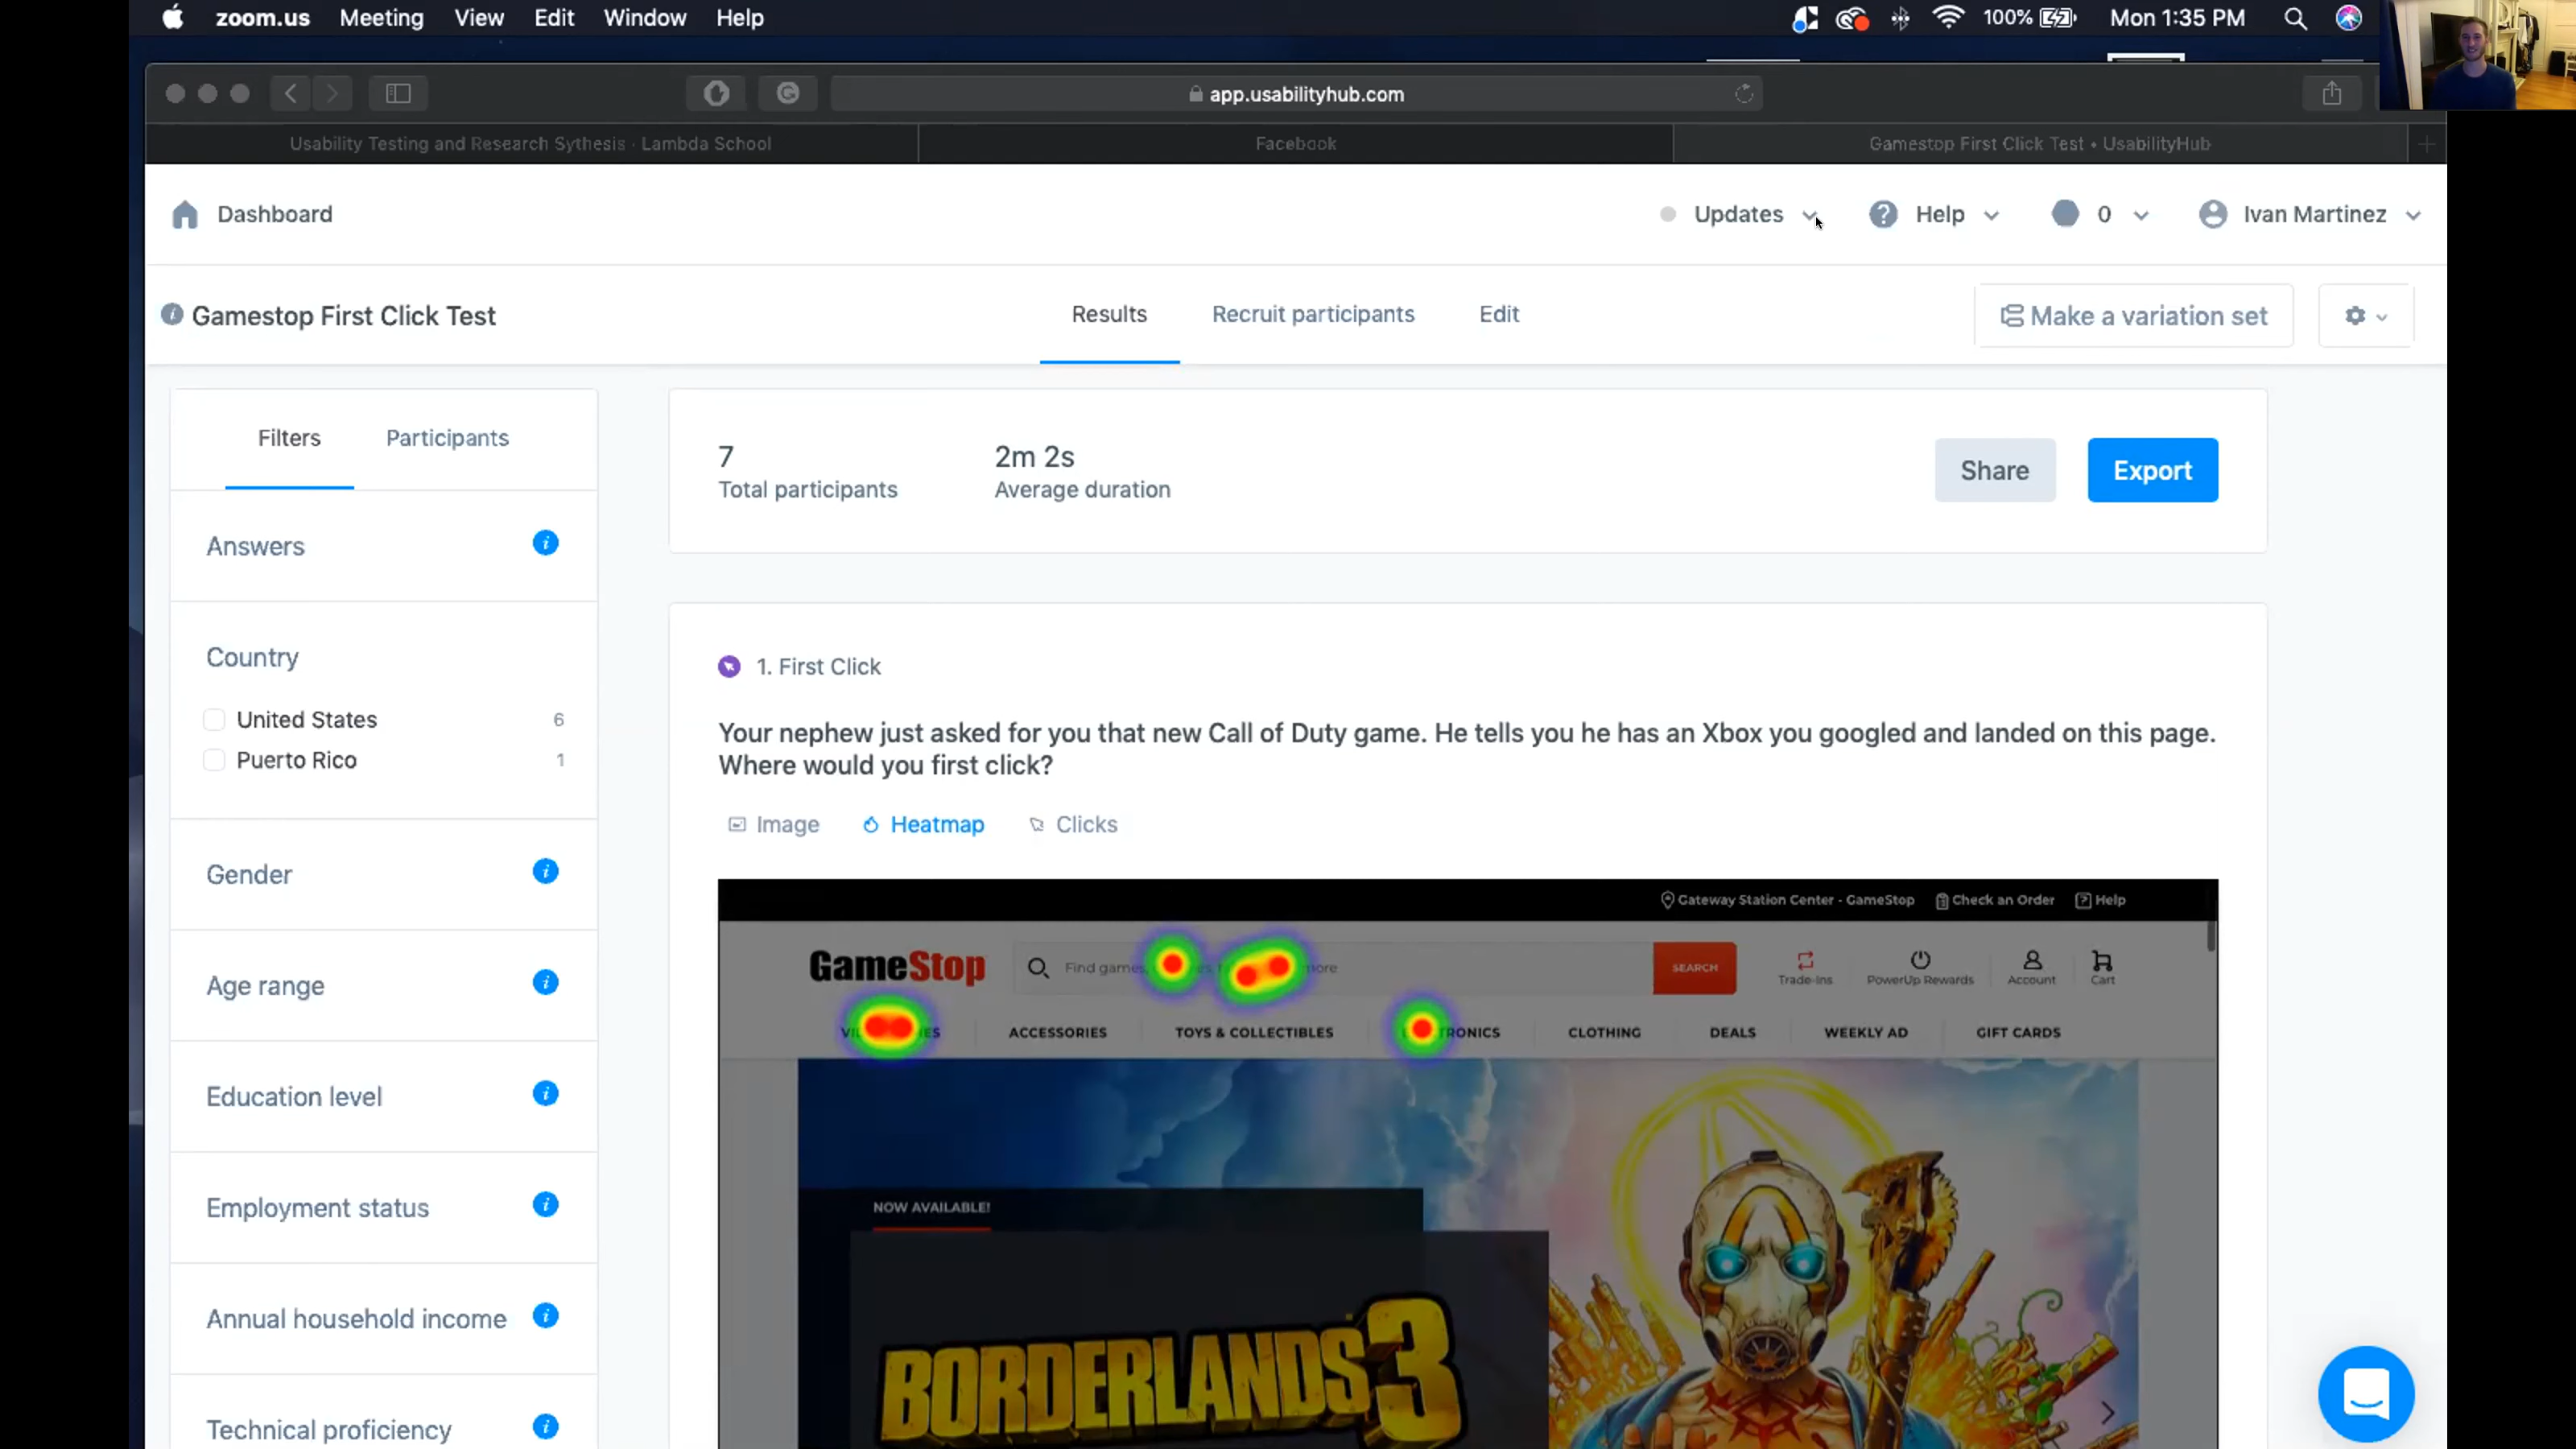 zoom.us Meeting View Edit Window Help 100% Mon 1:35 PM
app.usabilityhub.com
Usability Testing and Research Sythesis · Lambda School Facebook Gamestop First Click Test • UsabilityHub
Dashboard Updates Help 0 Ivan Martinez
Gamestop First Click Test Results Recruit participants Edit Make a variation set
Filters Participants
Answers
Country
United States 6
Puerto Rico 1
Gender
Age range
Education level
Employment status
Annual household income
Technical proficiency
7 2m 2s
Total participants Average duration
Share Export
1. First Click
Your nephew just asked for you that new Call of Duty game. He tells you he has an Xbox you googled and landed on this page.
Where would you first click?
Image Heatmap Clicks
Gateway Station Center - GameStop Check an Order Help
GameStop Find games, more SEARCH Trade-Ins PowerUp Rewards Account Cart
ACCESSORIES TOYS & COLLECTIBLES CLOTHING DEALS WEEKLY AD GIFT CARDS
NOW AVAILABLE!
BORDERLANDS 3